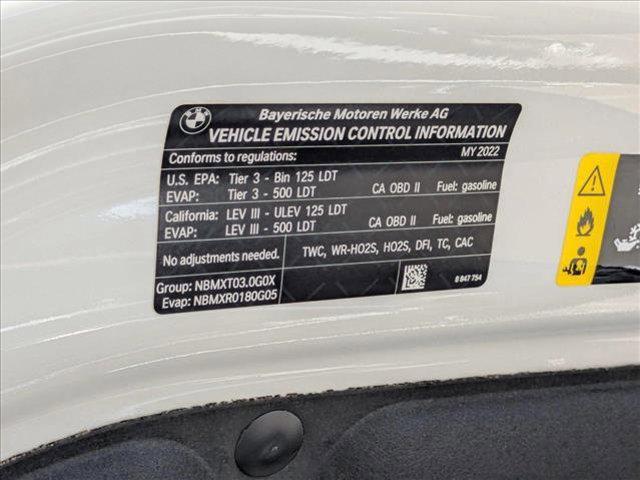 BMW
Bayerische Motoren Werke AG
VEHICLE EMISSION CONTROL INFORMATION
Conforms to regulations: MY 2022
U.S. EPA: Tier 3 - Bin 125 LDT
EVAP: Tier 3 - 500 LDT CA OBD II Fuel: gasoline
California: LEV III - ULEV 125 LDT
EVAP: LEV III - 500 LDT CA OBD II Fuel: gasoline
No adjustments needed. TWC, WR-HO2S, HO2S, DFI, TC, CAC
Group: NBMXT03.0G0X
Evap: NBMXR0180G05 8 847 754